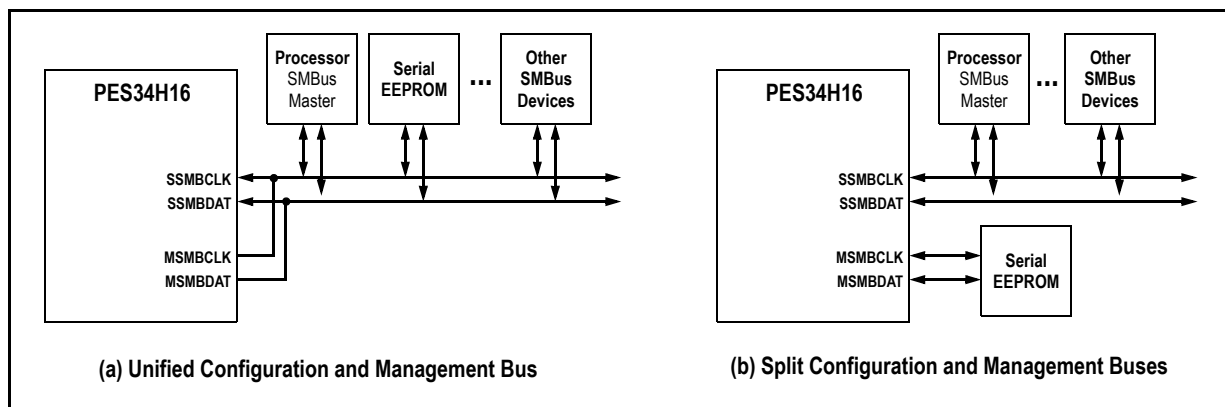 PES34H16
Processor
SMBus
Master
Serial
EEPROM
...
Other
SMBus
Devices
SSMBCLK
SSMBDAT
MSMBCLK
MSMBDAT
(a) Unified Configuration and Management Bus
PES34H16
Processor
SMBus
Master
...
Other
SMBus
Devices
SSMBCLK
SSMBDAT
MSMBCLK
MSMBDAT
Serial
EEPROM
(b) Split Configuration and Management Buses